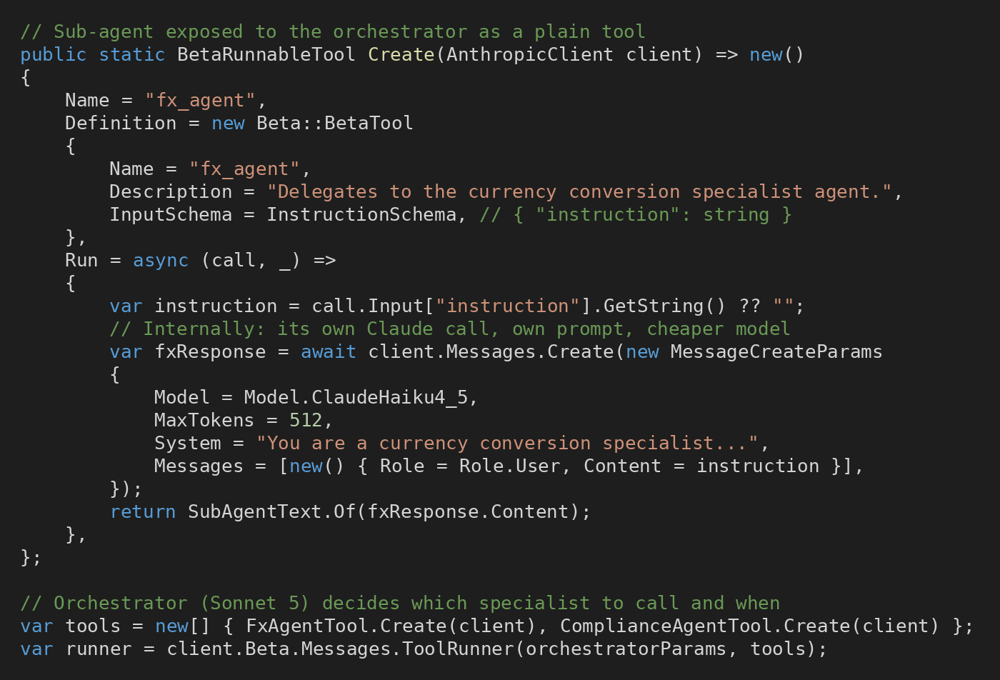 // Sub-agent exposed to the orchestrator as a plain tool
public static BetaRunnableTool Create(AnthropicClient client) => new()
{
    Name = "fx_agent",
    Definition = new Beta::BetaTool
    {
        Name = "fx_agent",
        Description = "Delegates to the currency conversion specialist agent.",
        InputSchema = InstructionSchema, // { "instruction": string }
    },
    Run = async (call, _) =>
    {
        var instruction = call.Input["instruction"].GetString() ?? "";
        // Internally: its own Claude call, own prompt, cheaper model
        var fxResponse = await client.Messages.Create(new MessageCreateParams
        {
            Model = Model.ClaudeHaiku4_5,
            MaxTokens = 512,
            System = "You are a currency conversion specialist...",
            Messages = [new() { Role = Role.User, Content = instruction }],
        });
        return SubAgentText.Of(fxResponse.Content);
    },
};

// Orchestrator (Sonnet 5) decides which specialist to call and when
var tools = new[] { FxAgentTool.Create(client), ComplianceAgentTool.Create(client) };
var runner = client.Beta.Messages.ToolRunner(orchestratorParams, tools);